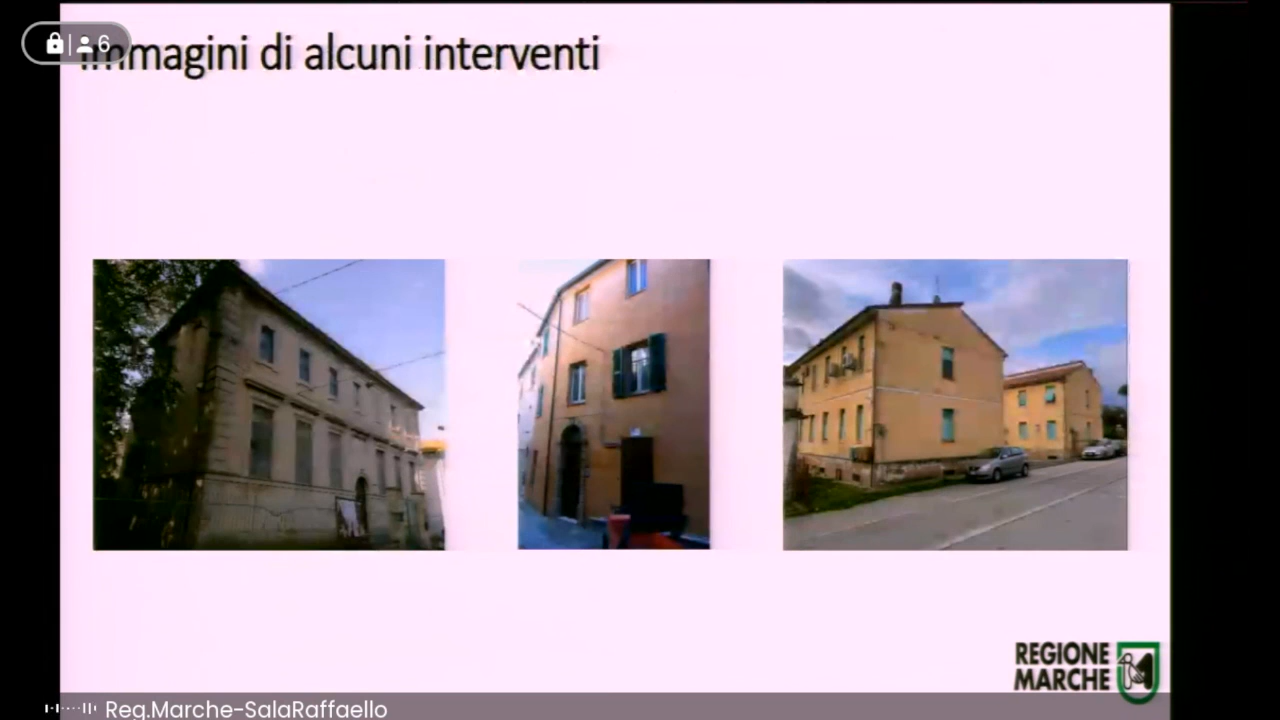 6
Immagini di alcuni interventi
REGIONE
MARCHE
Reg.Marche-SalaRaffaello